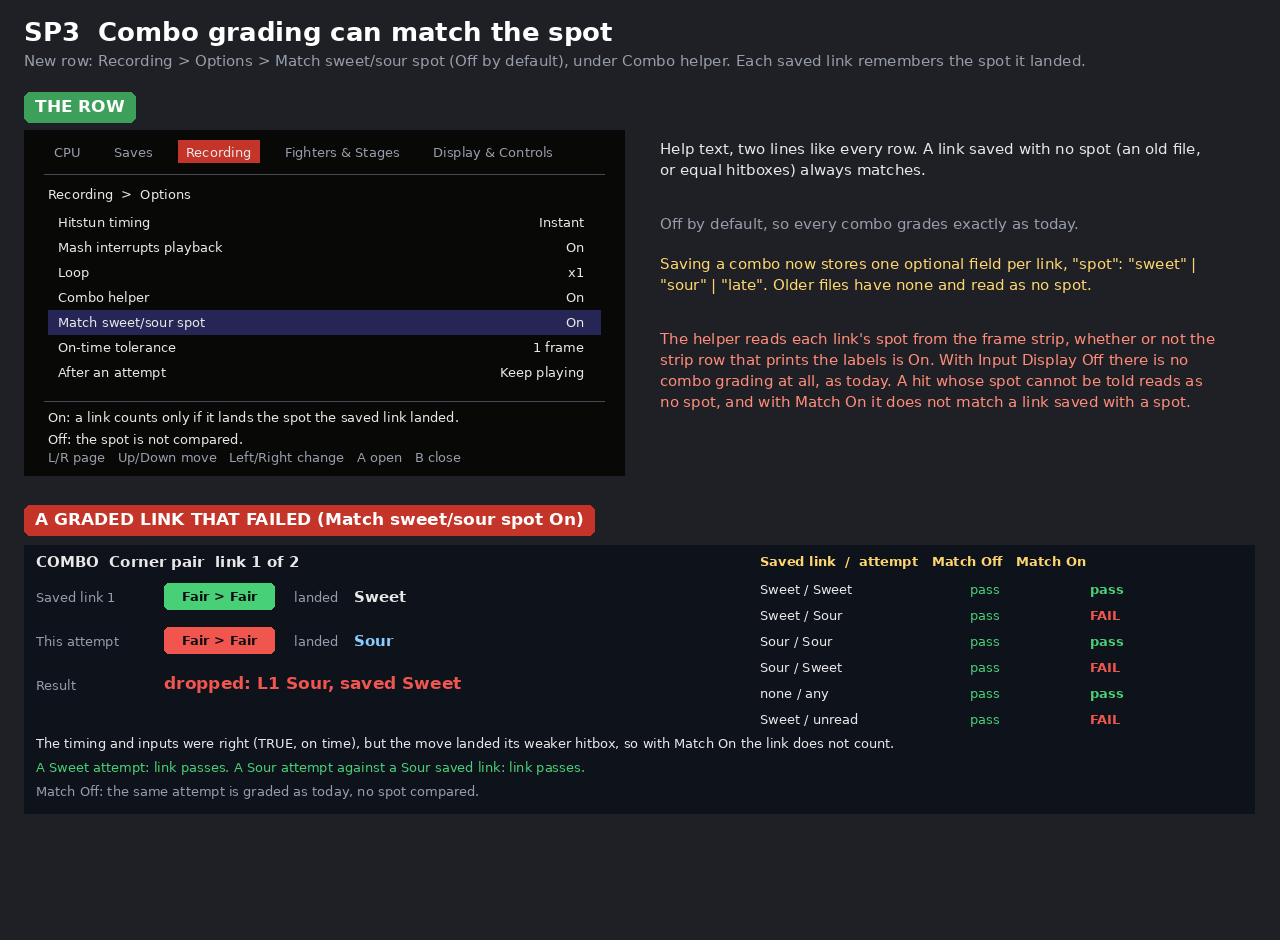 SP3 Combo grading can match the spot
New row: Recording > Options > Match sweet/sour spot (Off by default), under Combo helper. Each saved link remembers the spot it landed.
THE ROW
CPU Saves Recording Fighters & Stages Display & Controls
Recording > Options
Hitstun timing Instant
Mash interrupts playback On
Loop x1
Combo helper On
Match sweet/sour spot On
On-time tolerance 1 frame
After an attempt Keep playing
On: a link counts only if it lands the spot the saved link landed.
Off: the spot is not compared.
L/R page Up/Down move Left/Right change A open B close
Help text, two lines like every row. A link saved with no spot (an old file,
or equal hitboxes) always matches.
Off by default, so every combo grades exactly as today.
Saving a combo now stores one optional field per link, "spot": "sweet" |
"sour" | "late". Older files have none and read as no spot.
The helper reads each link's spot from the frame strip, whether or not the
strip row that prints the labels is On. With Input Display Off there is no
combo grading at all, as today. A hit whose spot cannot be told reads as
no spot, and with Match On it does not match a link saved with a spot.
A GRADED LINK THAT FAILED (Match sweet/sour spot On)
COMBO Corner pair link 1 of 2
Saved link 1 Fair > Fair landed Sweet
This attempt Fair > Fair landed Sour
Result dropped: L1 Sour, saved Sweet
Saved link / attempt Match Off Match On
Sweet / Sweet pass pass
Sweet / Sour pass FAIL
Sour / Sour pass pass
Sour / Sweet pass FAIL
none / any pass pass
Sweet / unread pass FAIL
The timing and inputs were right (TRUE, on time), but the move landed its weaker hitbox, so with Match On the link does not count.
A Sweet attempt: link passes. A Sour attempt against a Sour saved link: link passes.
Match Off: the same attempt is graded as today, no spot compared.